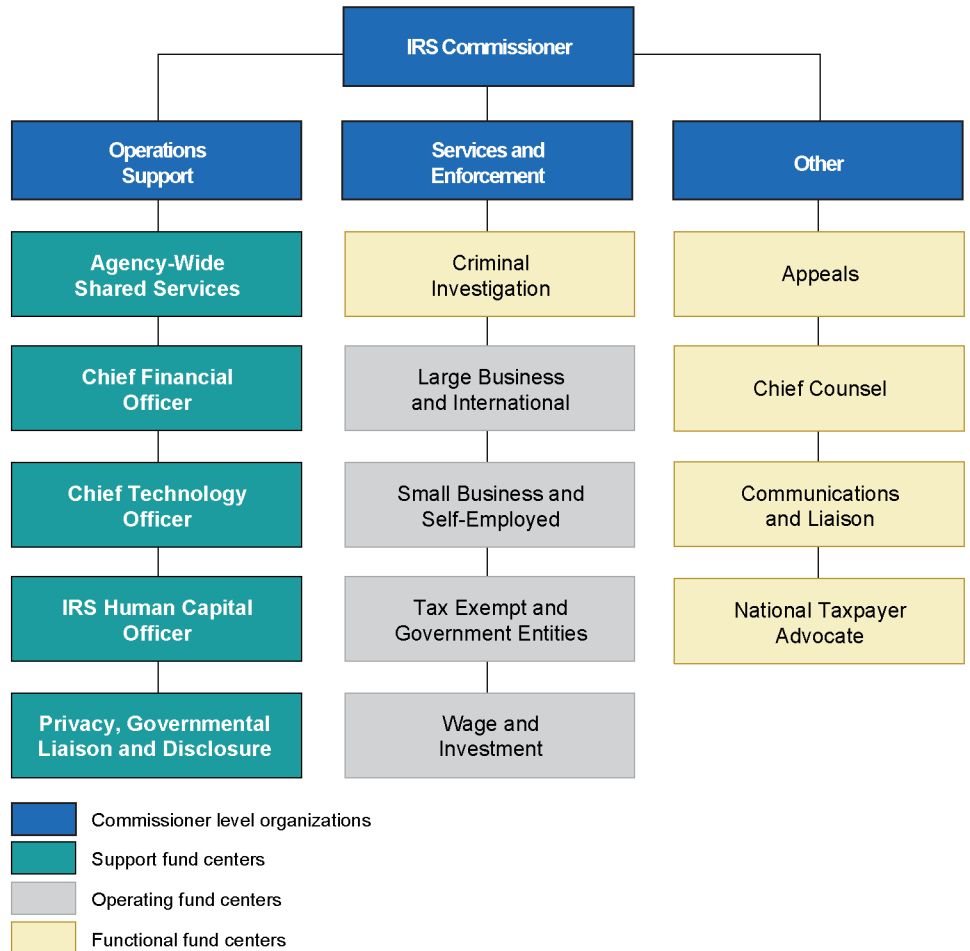 IRS Commissioner
Operations
Support
Services and
Enforcement
Other
Agency-Wide
Shared Services
Criminal
Investigation
Appeals
Chief Financial
Officer
Large Business
and International
Chief Counsel
Chief Technology
Officer
Small Business and
Self-Employed
Communications
and Liaison
IRS Human Capital
Officer
Tax Exempt and
Government Entities
National Taxpayer
Advocate
Privacy, Governmental
Liaison and Disclosure
Wage and
Investment
Commissioner level organizations
Support fund centers
Operating fund centers
Functional fund centers